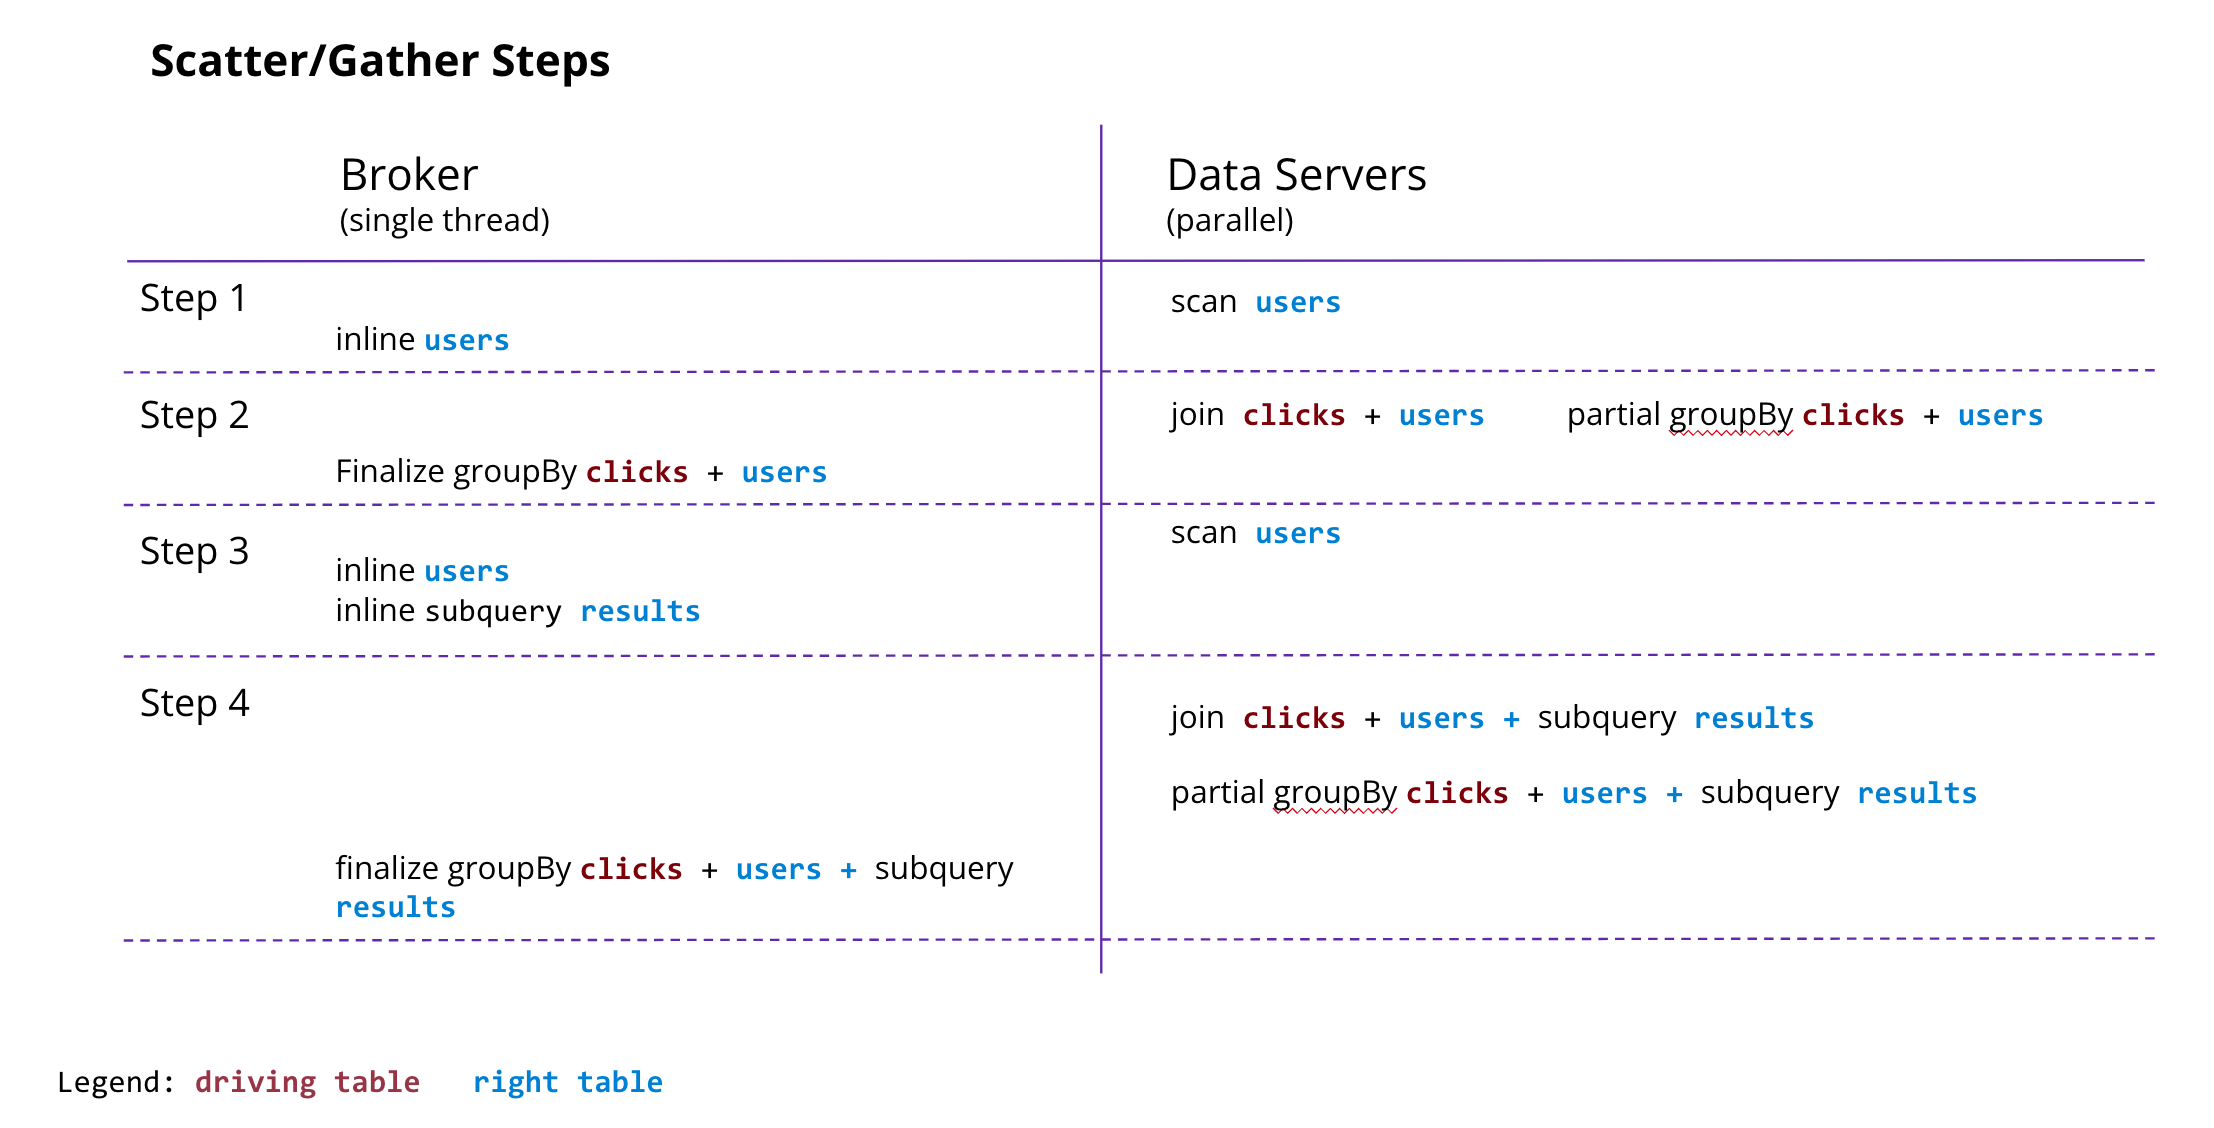 Scatter/Gather Steps
Broker
(single thread)
Data Servers
(parallel)
Step 1
scan users
inline users
Step 2
join clicks + users
partial groupBy clicks + users
Finalize groupBy clicks + users
Step 3
scan users
inline users
inline subquery results
Step 4
join clicks + users + subquery results
partial groupBy clicks + users + subquery results
finalize groupBy clicks + users + subquery
results
Legend: driving table right table